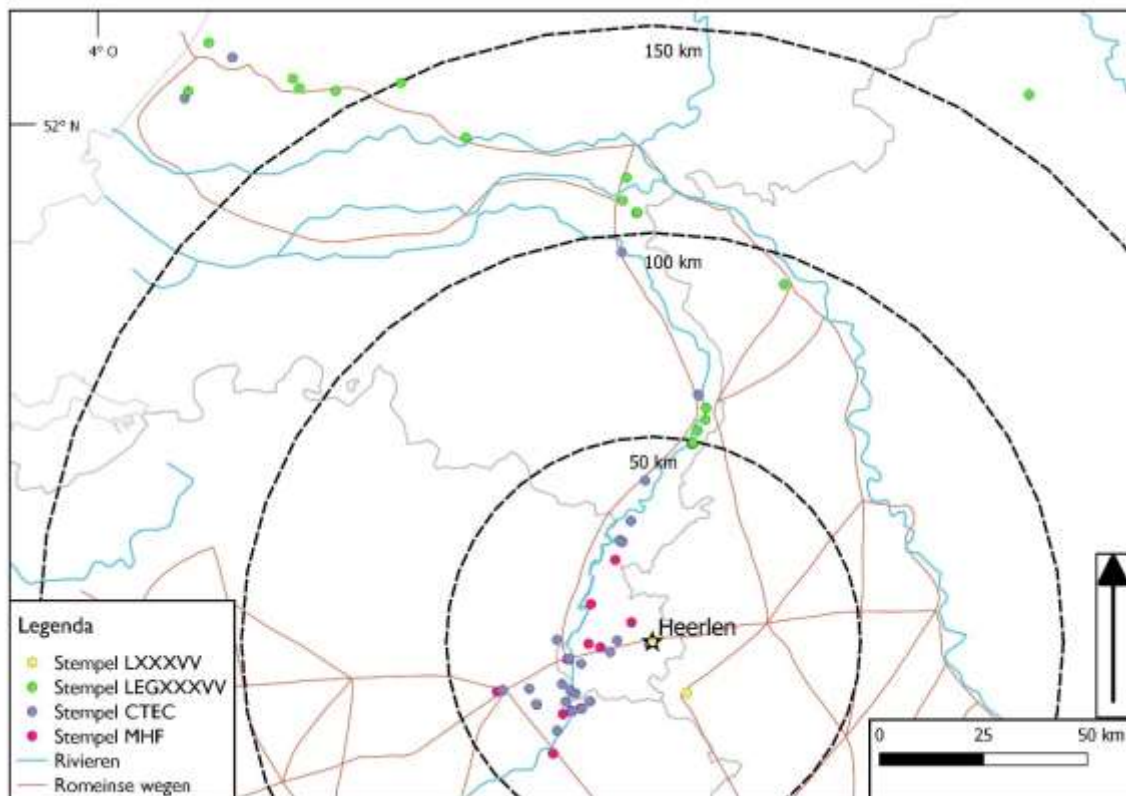 4° O
52° N
150 km
100 km
50 km
Heerlen
Legenda
Stempel LXXXVV
Stempel LEGXXXVV
Stempel CTEC
Stempel MHF
Rivieren
Romeinse wegen
0 25 50 km